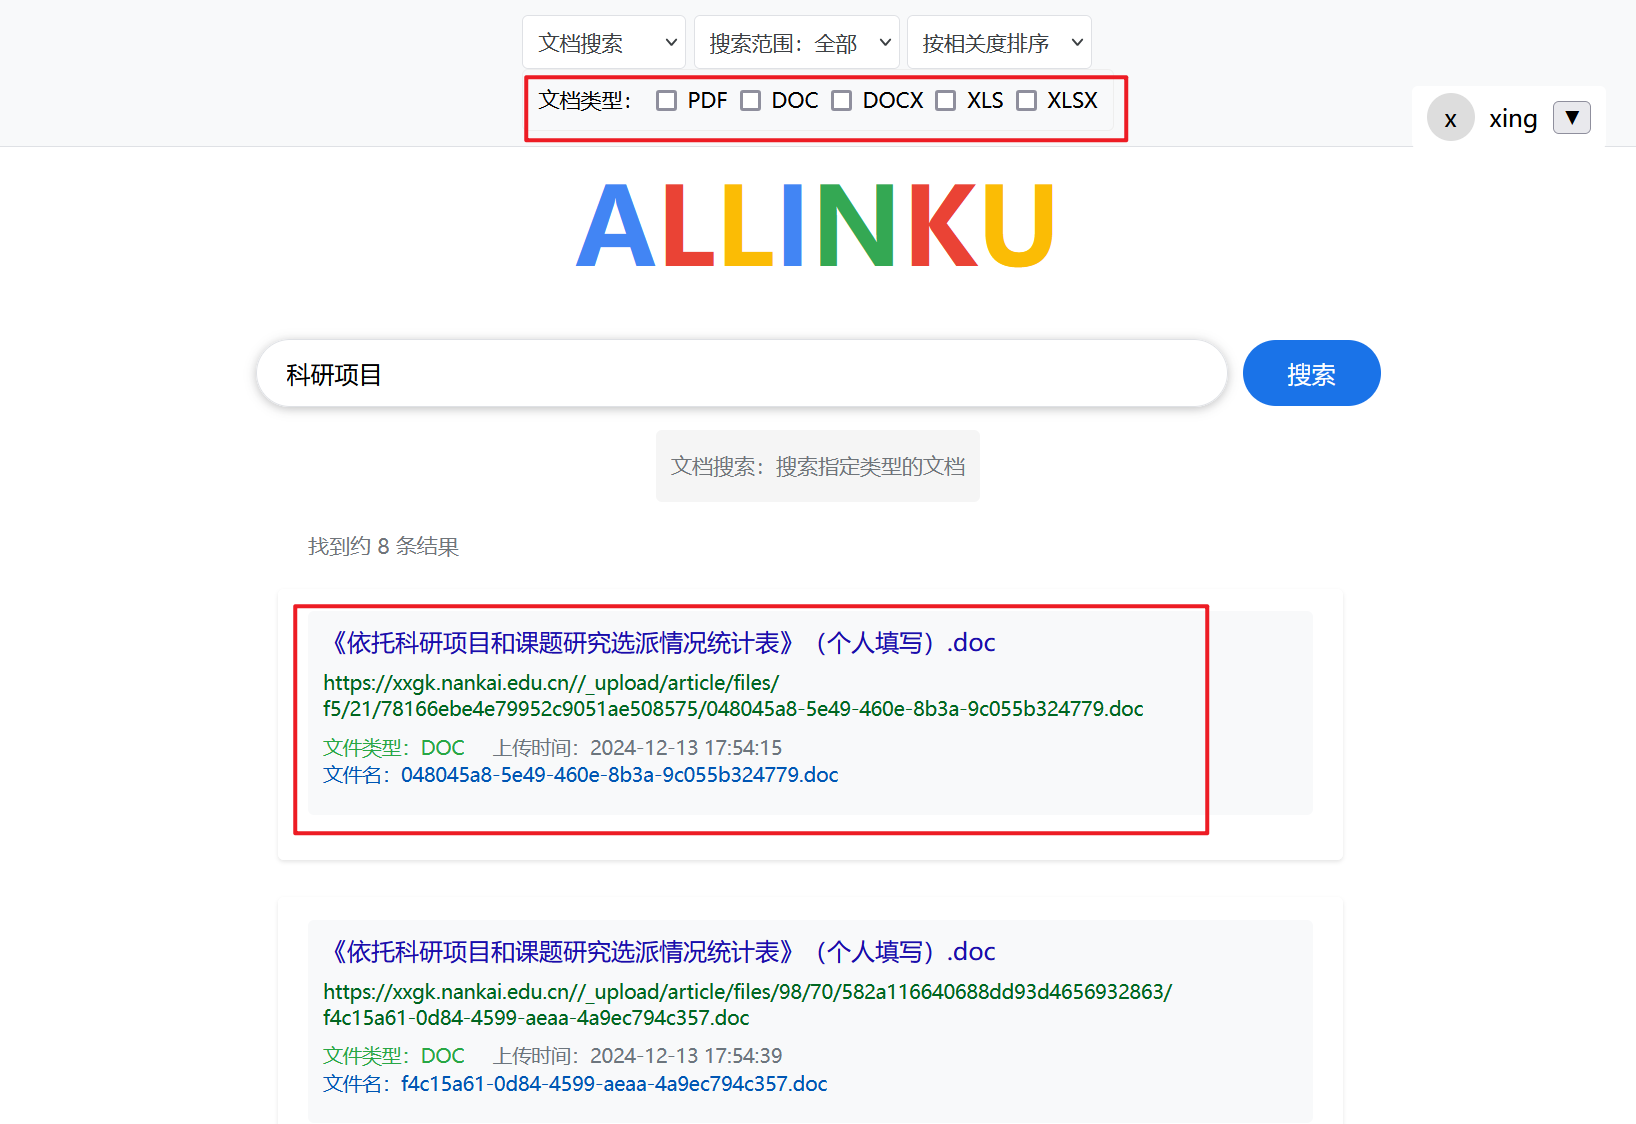 文档搜索 搜索范围：全部 按相关度排序
文档类型： PDF DOC DOCX XLS XLSX
x xing ▼
ALLINKU
科研项目 搜索
文档搜索：搜索指定类型的文档
找到约 8 条结果
《依托科研项目和课题研究选派情况统计表》（个人填写）.doc
https://xxgk.nankai.edu.cn//_upload/article/files/
f5/21/78166ebe4e79952c9051ae508575/048045a8-5e49-460e-8b3a-9c055b324779.doc
文件类型：DOC 上传时间：2024-12-13 17:54:15
文件名：048045a8-5e49-460e-8b3a-9c055b324779.doc
《依托科研项目和课题研究选派情况统计表》（个人填写）.doc
https://xxgk.nankai.edu.cn//_upload/article/files/98/70/582a116640688dd93d4656932863/
f4c15a61-0d84-4599-aeaa-4a9ec794c357.doc
文件类型：DOC 上传时间：2024-12-13 17:54:39
文件名：f4c15a61-0d84-4599-aeaa-4a9ec794c357.doc